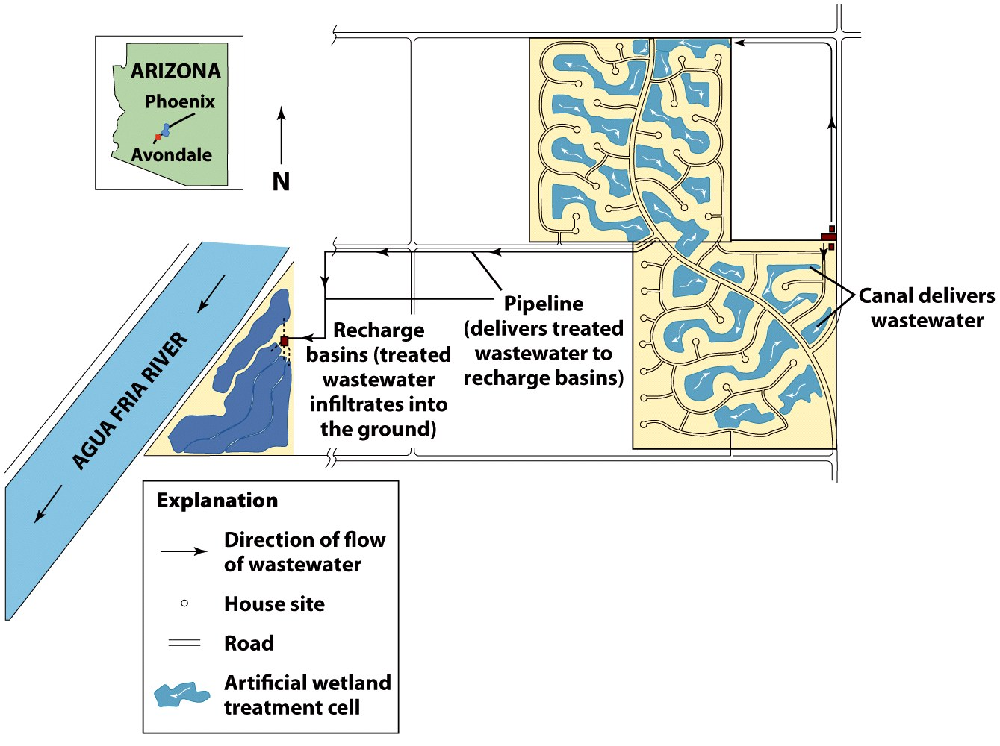 ARIZONA
Phoenix
Avondale
N
AGUA FRIA RIVER
Recharge
basins (treated
wastewater
infiltrates into
the ground)
Pipeline
(delivers treated
wastewater to
recharge basins)
Canal delivers
wastewater
Explanation
Direction of flow
of wastewater
House site
Road
Artificial wetland
treatment cell